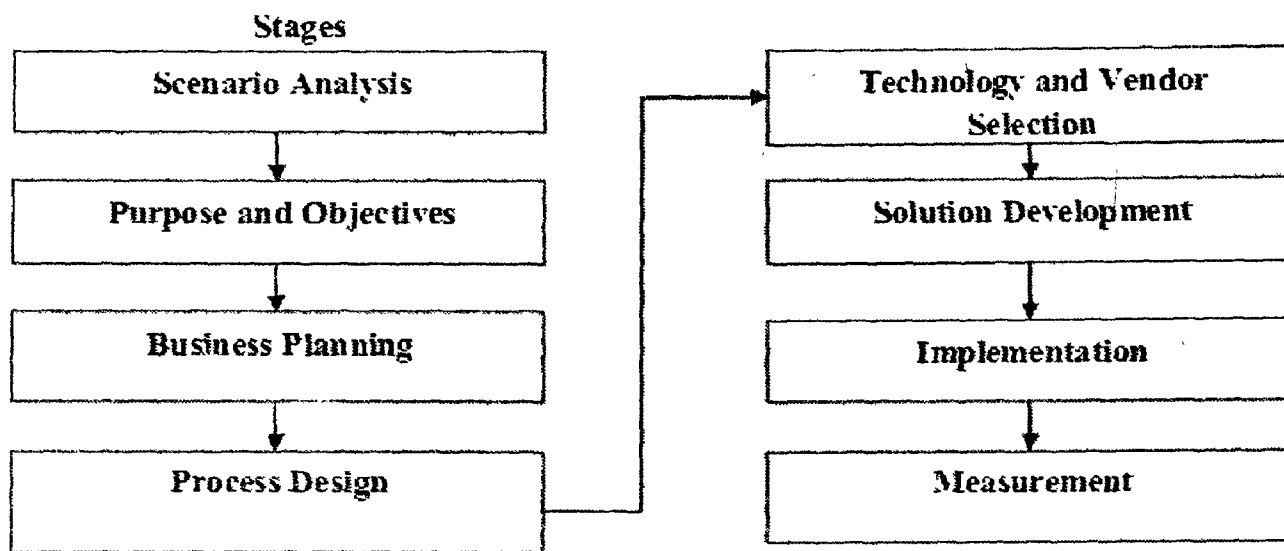 Stages
Scenario Analysis
Purpose and Objectives
Business Planning
Process Design
Technology and Vendor
Selection
Solution Development
Implementation
Measurement